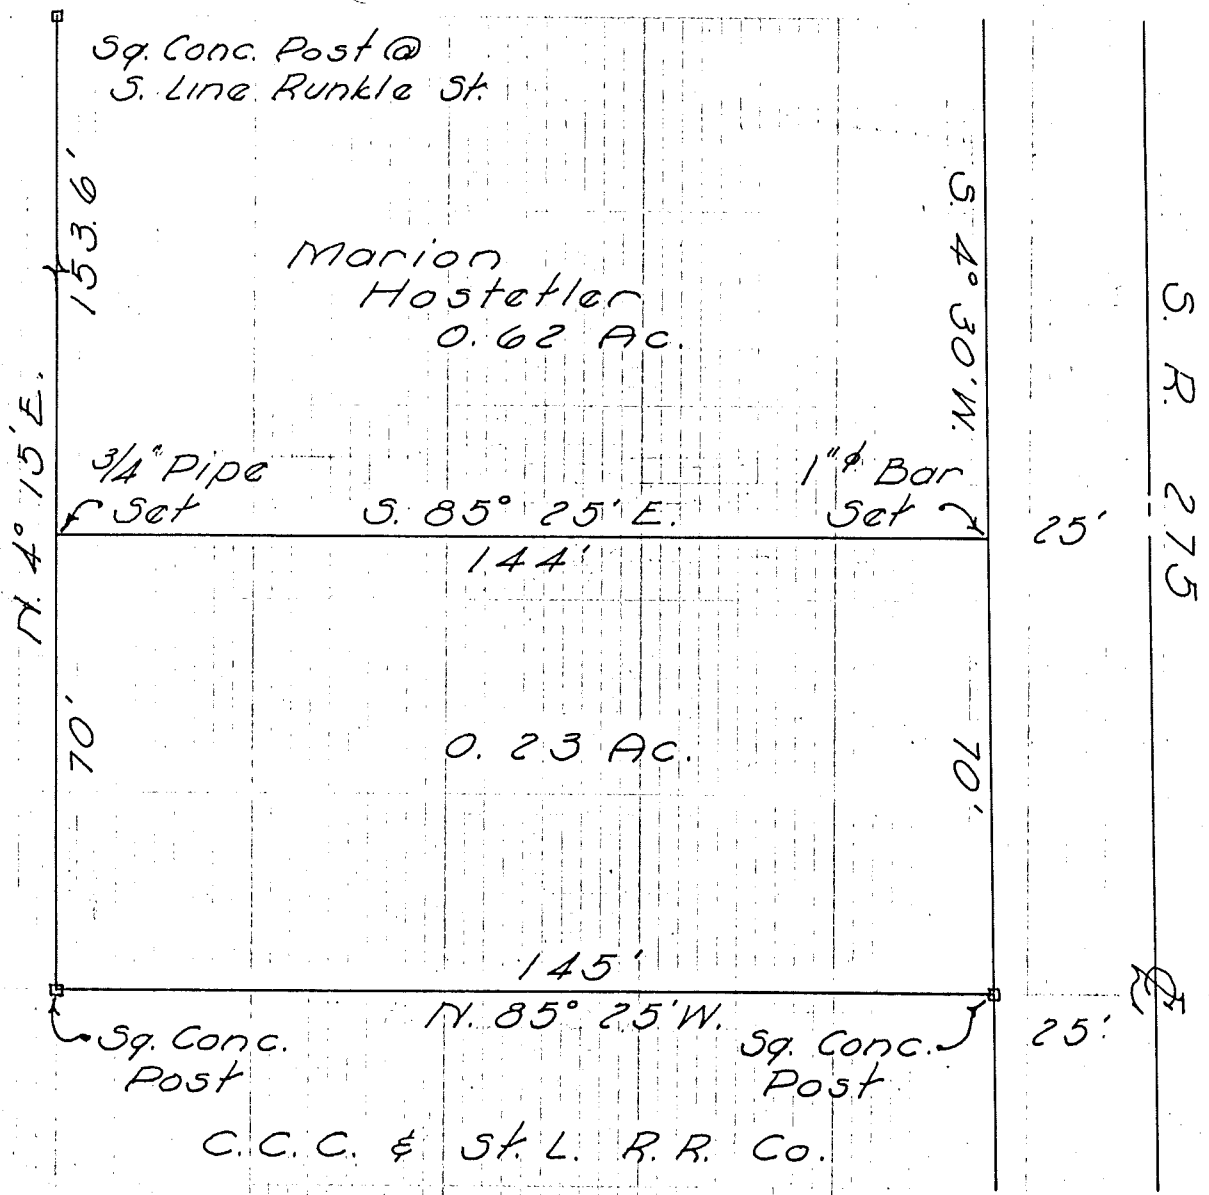 Sq. Conc. Post @
S. Line Runkle St.
153.6'
S. 4° 30' W.
Marion
Hostetler
0.62 Ac.
S. R. 275
N. 4° 15' E.
3/4" Pipe
Set
S. 85° 25' E.
144'
1" ϕ Bar
Set
25'
70'
0.23 Ac.
70'
145'
N. 85° 25' W.
Sq. Conc.
Post
Sq. Conc.
Post
25'
℄
C. C. C. & St. L. R. R. Co.